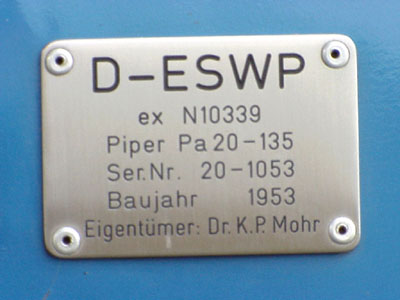 D-ESWP
ex N10339
Piper Pa 20-135
Ser.Nr. 20-1053
Baujahr 1953
Eigentümer: Dr. K.P. Mohr